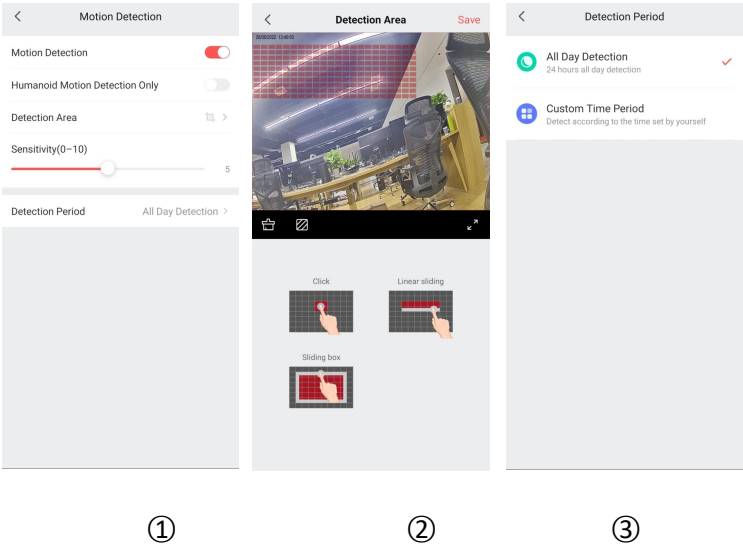 Motion Detection
Motion Detection
Humanoid Motion Detection Only
Detection Area
Sensitivity(0–10)
5
Detection Period
All Day Detection
①
Detection Area
Save
Click
Linear sliding
Sliding box
②
Detection Period
All Day Detection
24 hours all day detection
Custom Time Period
Detect according to the time set by yourself
③